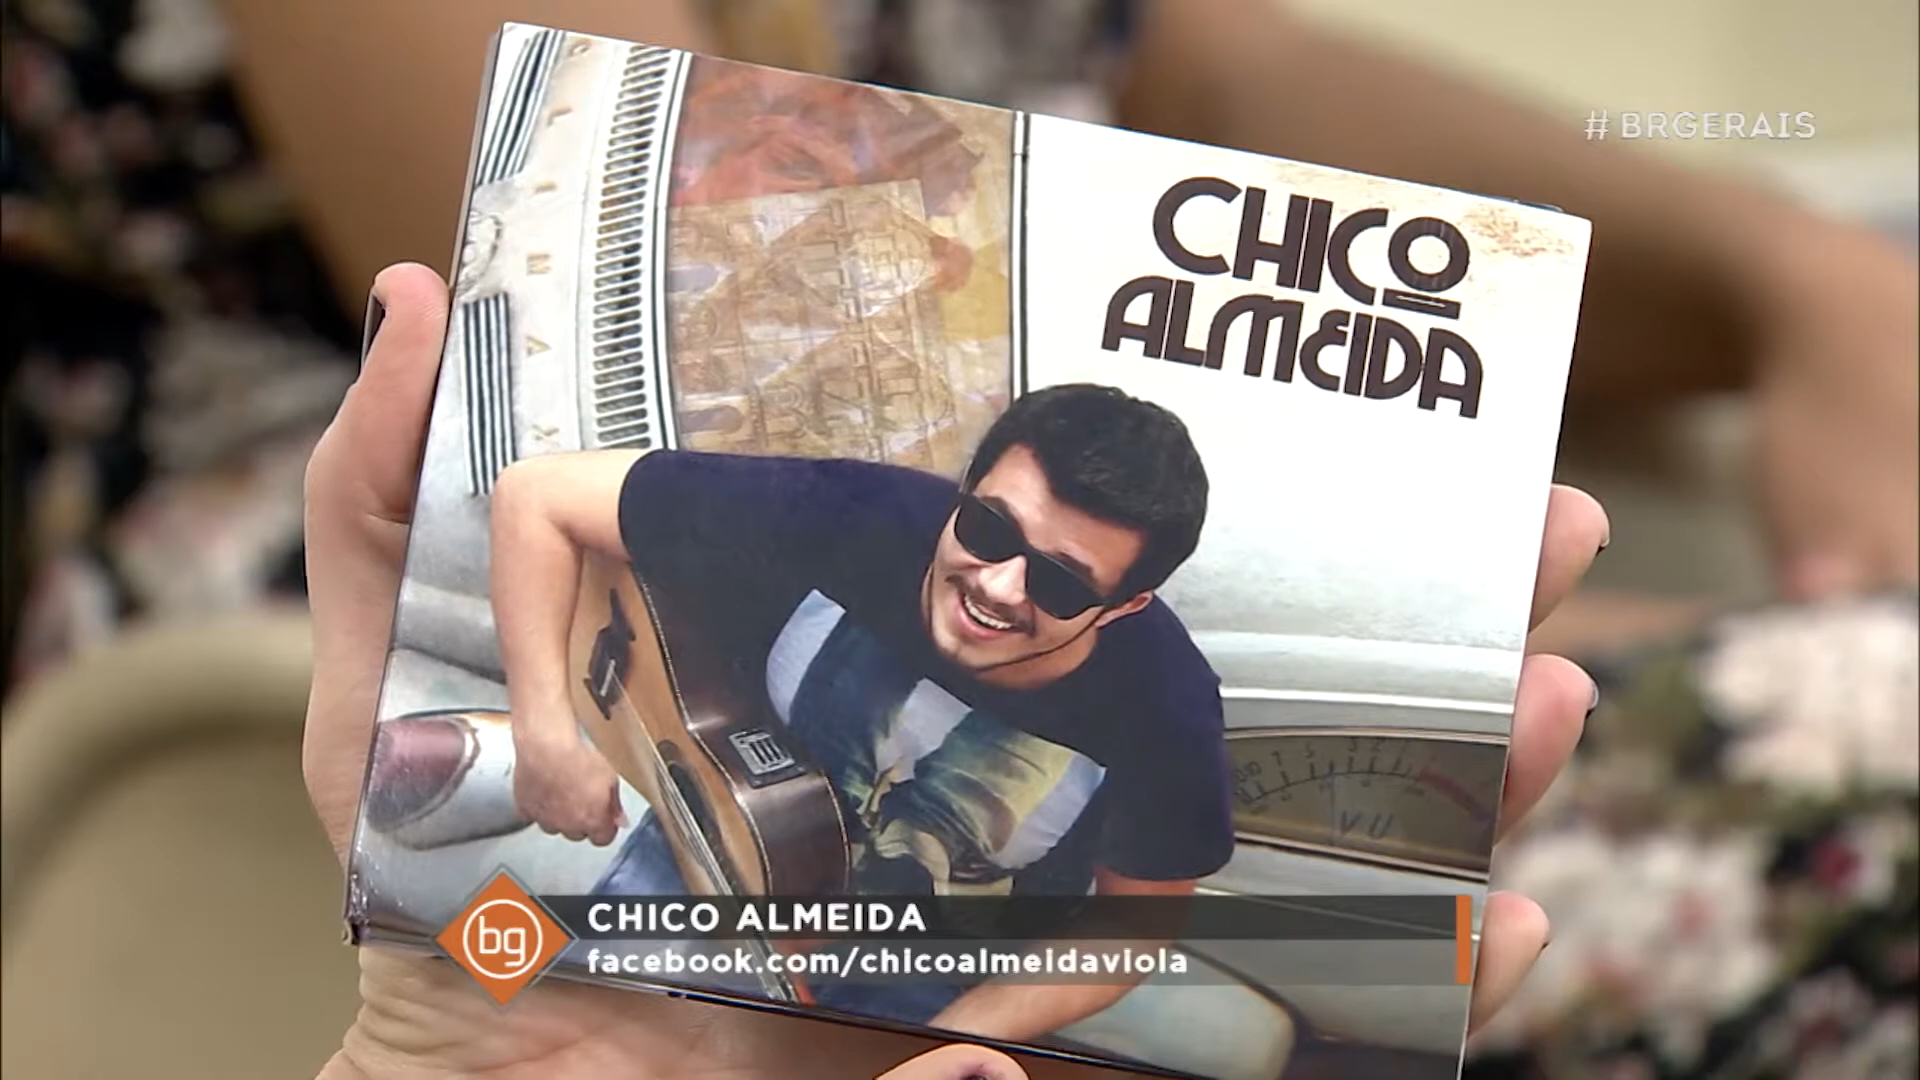 # BRGERAIS
CHICO
ALMEIDA
VU
bg
CHICO ALMEIDA
facebook.com/chicoalmeidaviola